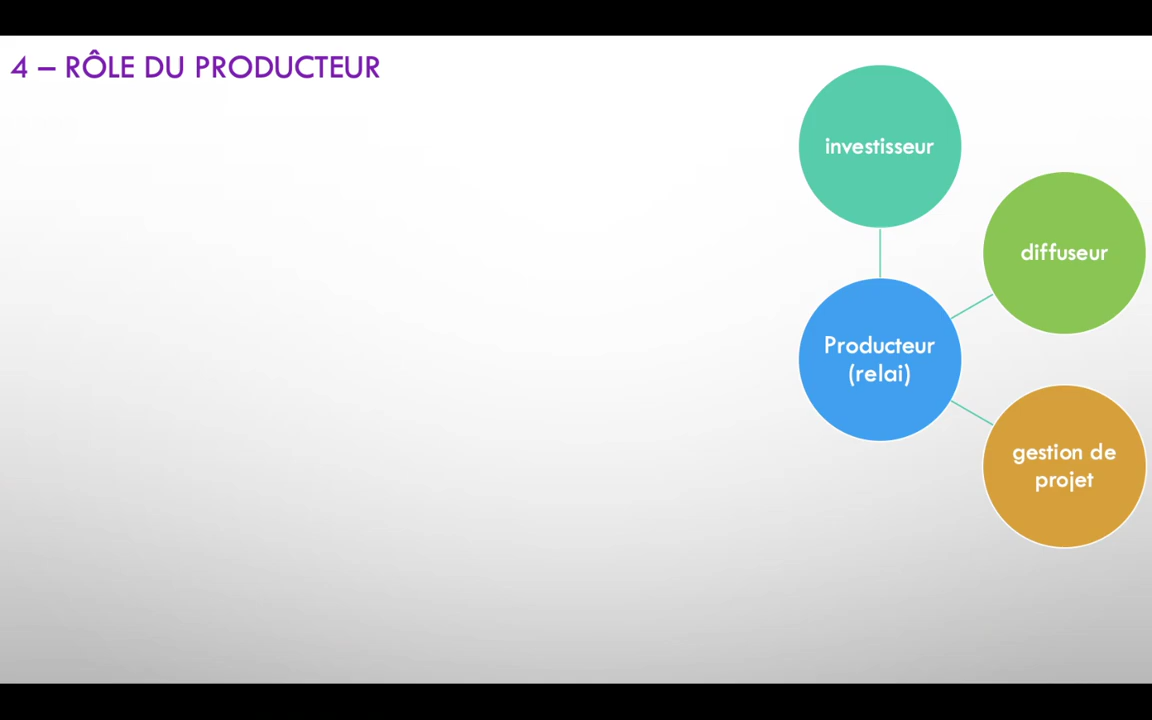 4 – RÔLE DU PRODUCTEUR
investisseur
diffuseur
Producteur
(relai)
gestion de
projet